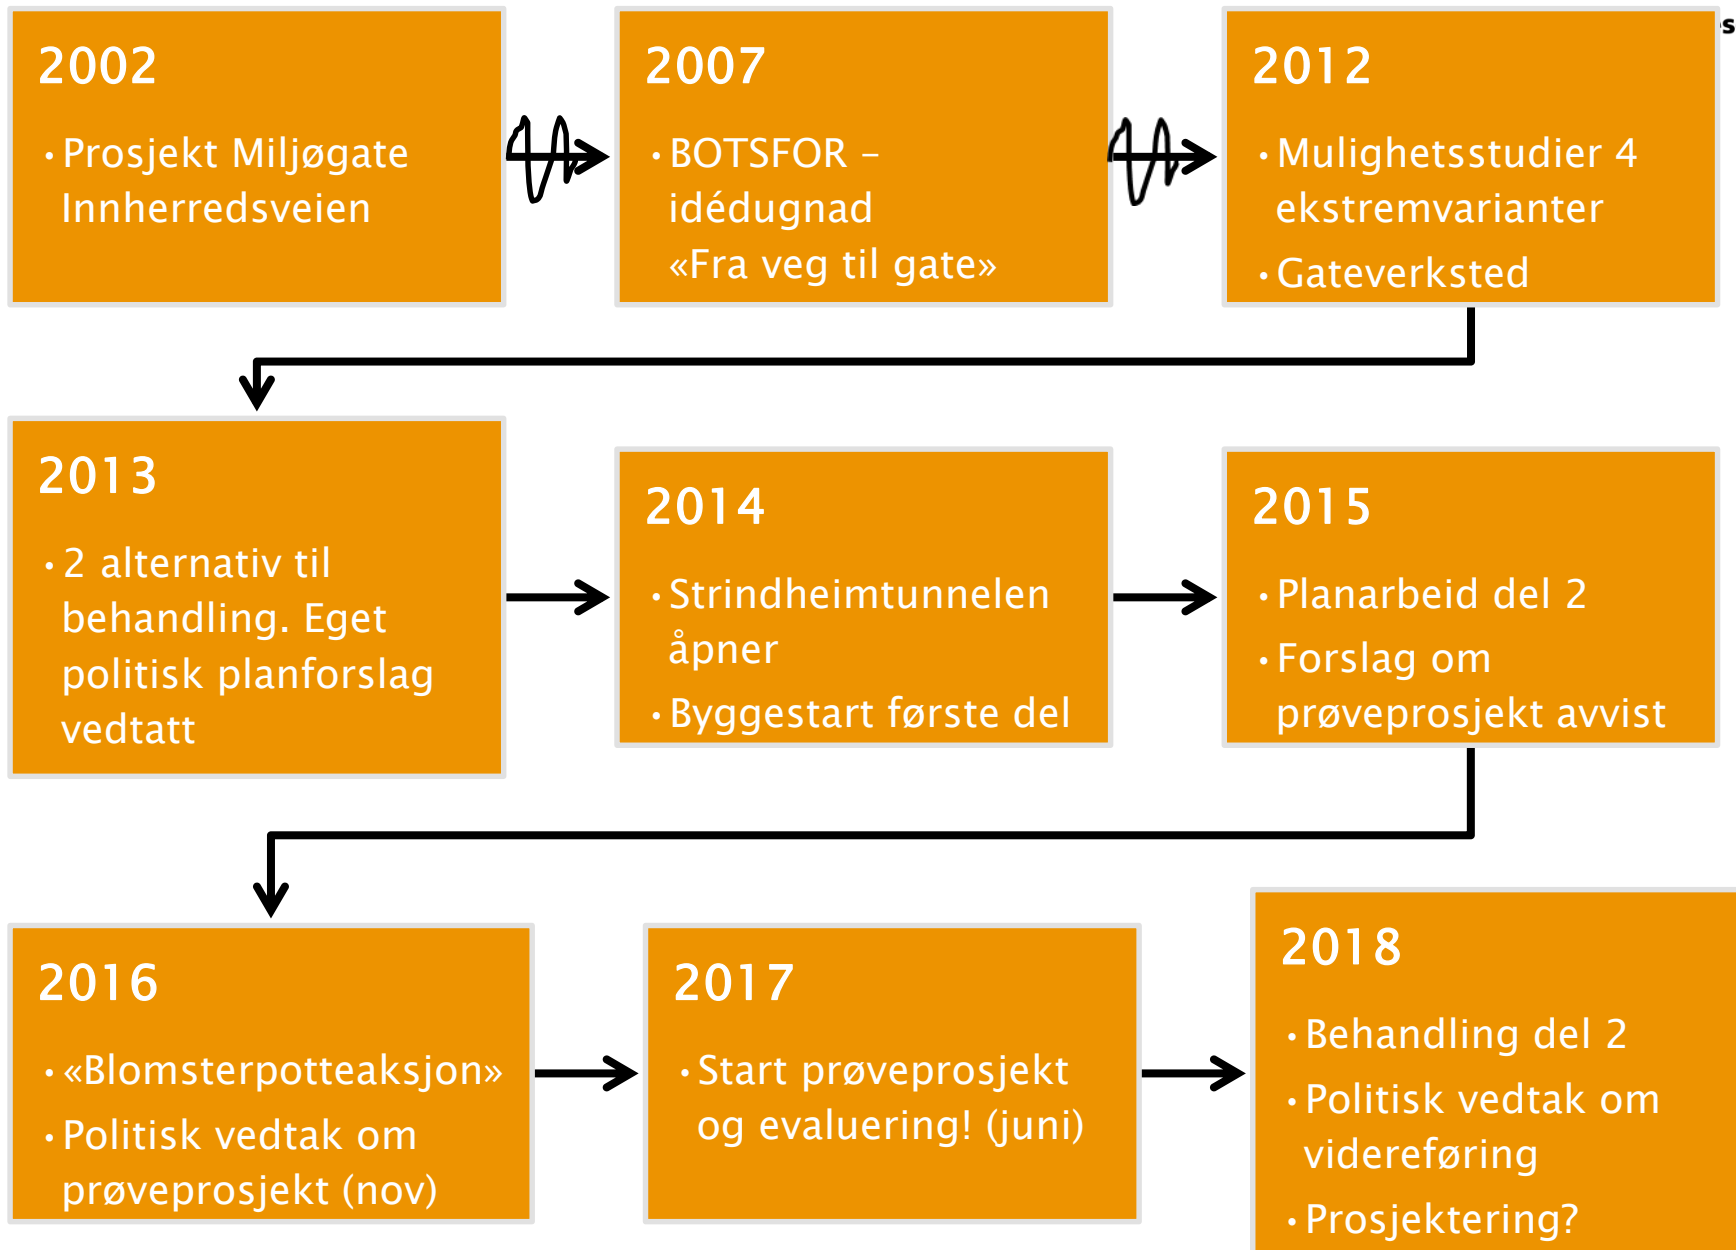 2002
• Prosjekt Miljøgate
Innherredsveien
2007
• BOTSFOR –
idédugnad
«Fra veg til gate»
2012
• Mulighetsstudier 4
ekstremvarianter
• Gateverksted
2013
• 2 alternativ til
behandling. Eget
politisk planforslag
vedtatt
2014
• Strindheimtunnelen
åpner
• Byggestart første del
2015
• Planarbeid del 2
• Forslag om
prøveprosjekt avvist
2016
• «Blomsterpotteaksjon»
• Politisk vedtak om
prøveprosjekt (nov)
2017
• Start prøveprosjekt
og evaluering! (juni)
2018
• Behandling del 2
• Politisk vedtak om
videreføring
• Prosjektering?